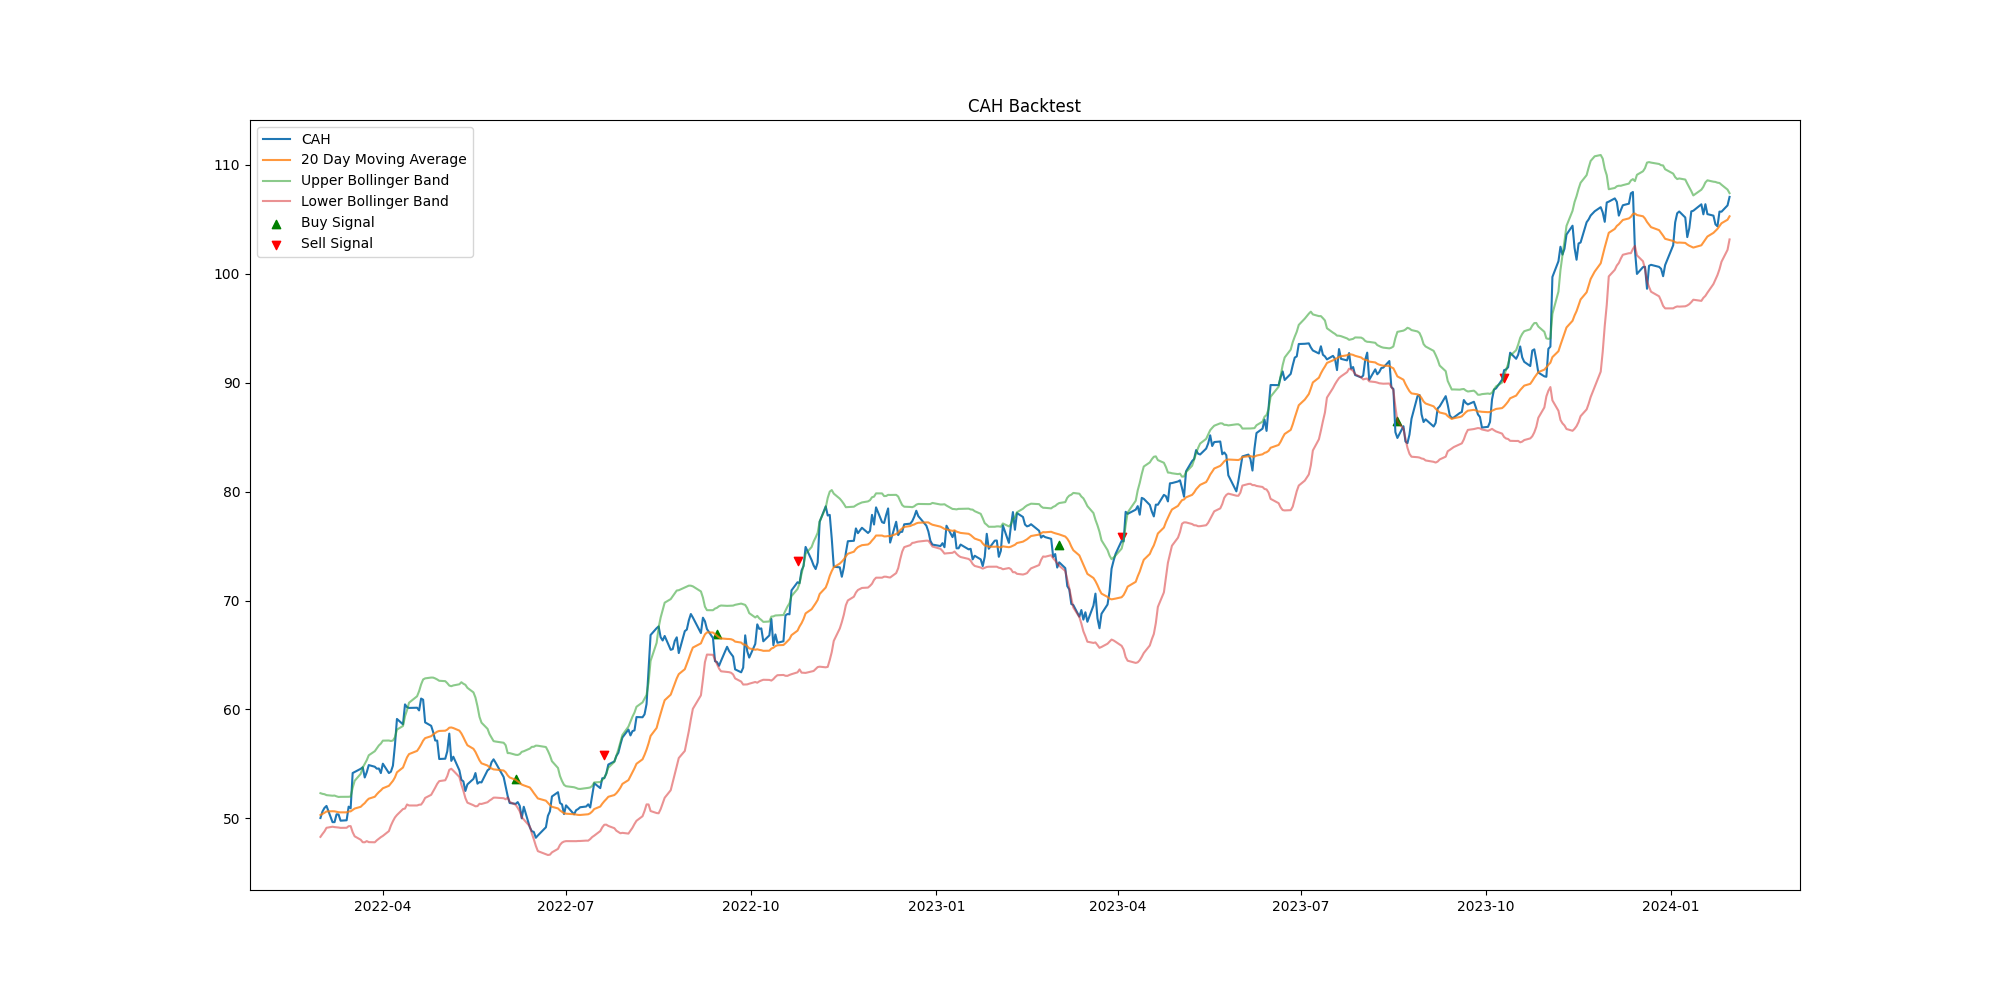 CAH Backtest
CAH
20 Day Moving Average
Upper Bollinger Band
Lower Bollinger Band
Buy Signal
Sell Signal
110
100
90
80
70
60
50
2022-04 2022-07 2022-10 2023-01 2023-04 2023-07 2023-10 2024-01